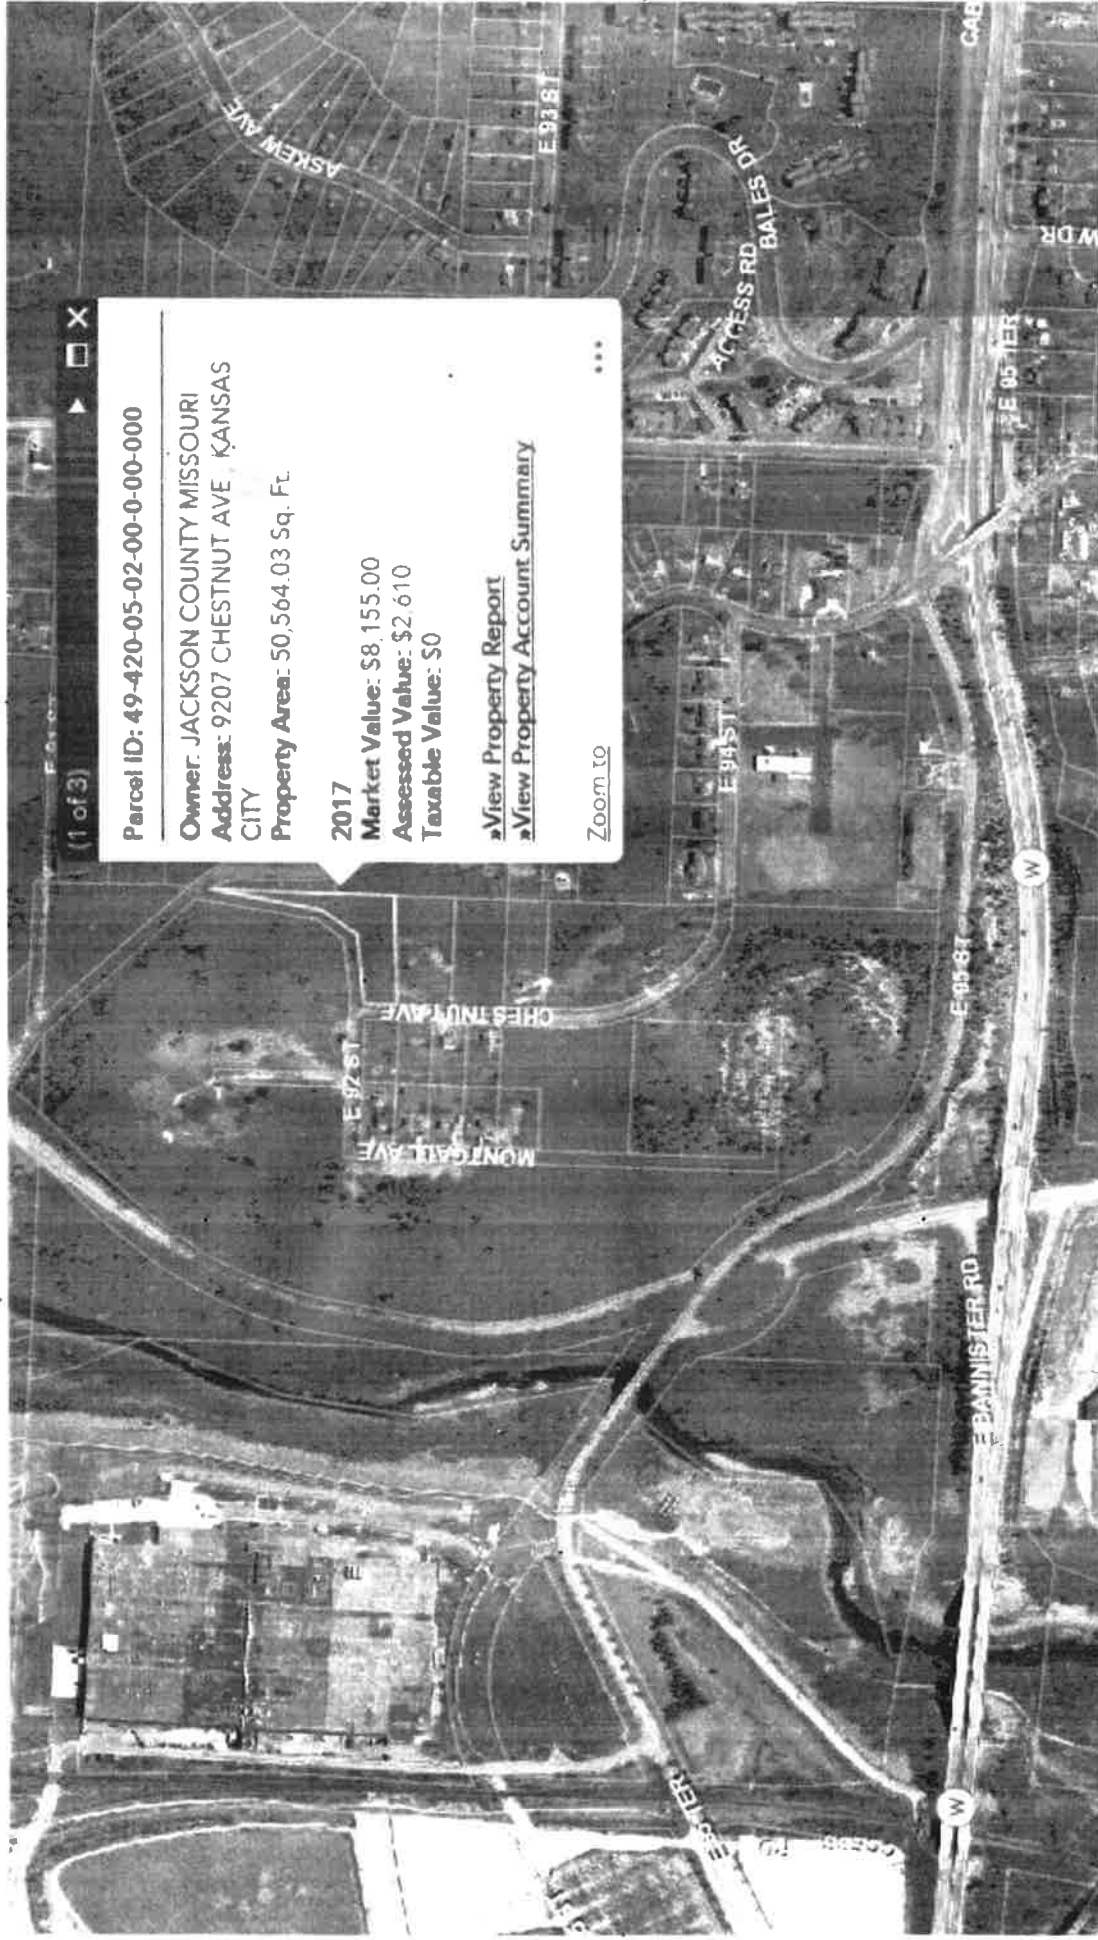 (1 of 3)
Parcel ID: 49-420-05-02-00-0-00-000
Owner: JACKSON COUNTY MISSOURI
Address: 9207 CHESTNUT AVE, KANSAS
CITY
Property Area: 50,564.03 Sq. Ft.
2017
Market Value: $8,155.00
Assessed Value: $2,610
Taxable Value: $0
»View Property Report
»View Property Account Summary
Zoom to
•••
ASKEW AVE
E 93 ST
BALES DR
ACCESS RD
W DR
E 95 TER
E 94 ST
CHESTNUT AVE
E 92 ST
MONTGALL AVE
E 95 ST
W
E BANNISTER RD
W